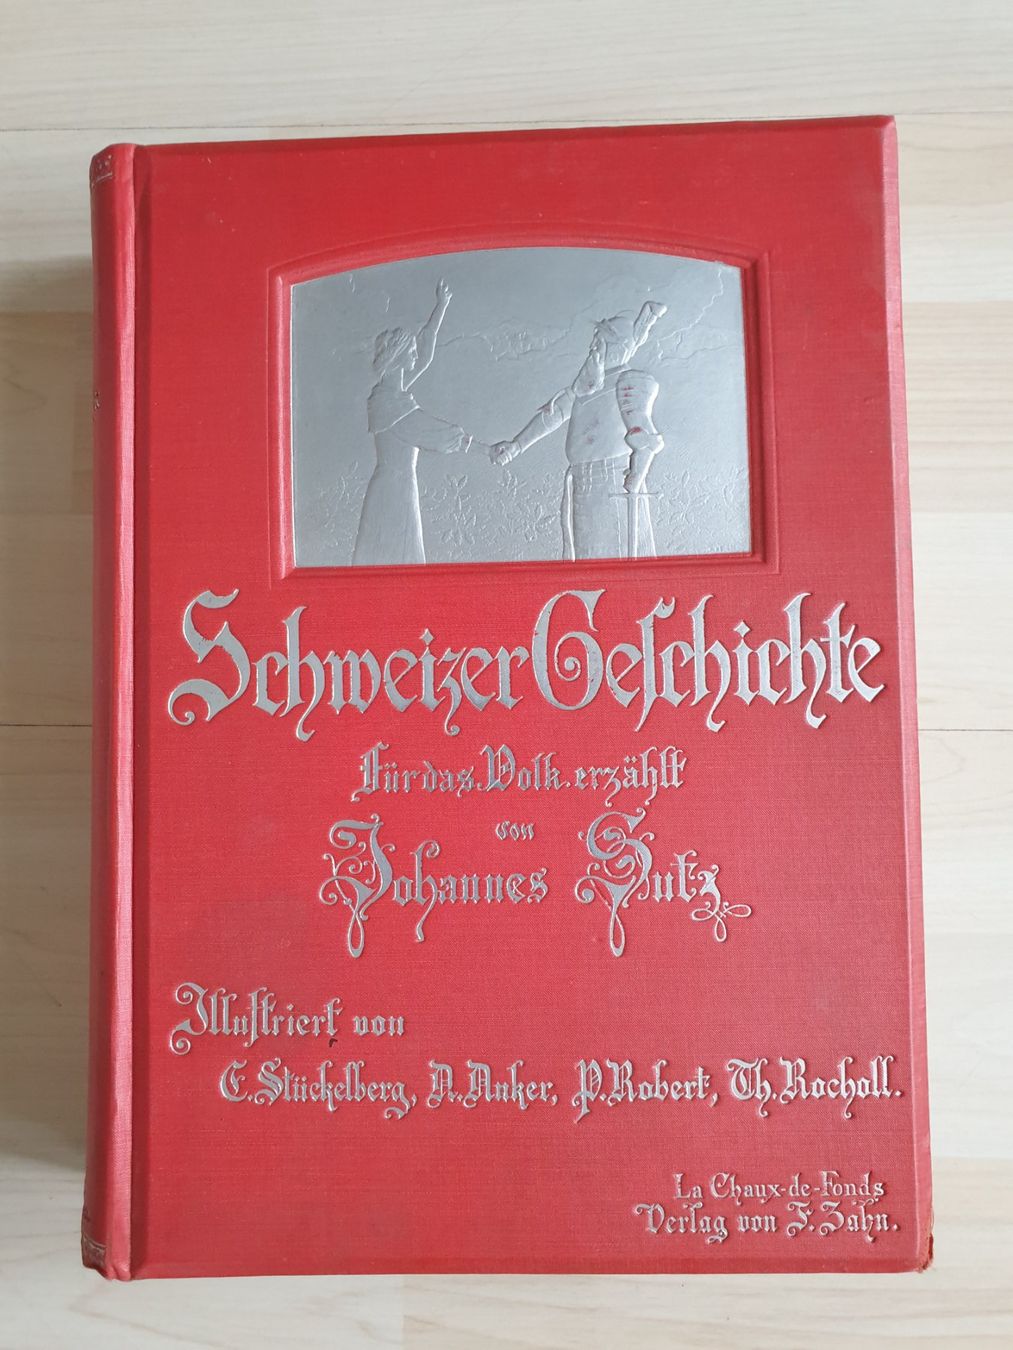 Schweizer Geschichte
für das Volk erzählt
von
Johannes Sutz
Illustriert von
E. Stückelberg, A. Anker, P. Robert, Th. Rocholl.
La Chaux-de-Fonds
Verlag von F. Zahn.